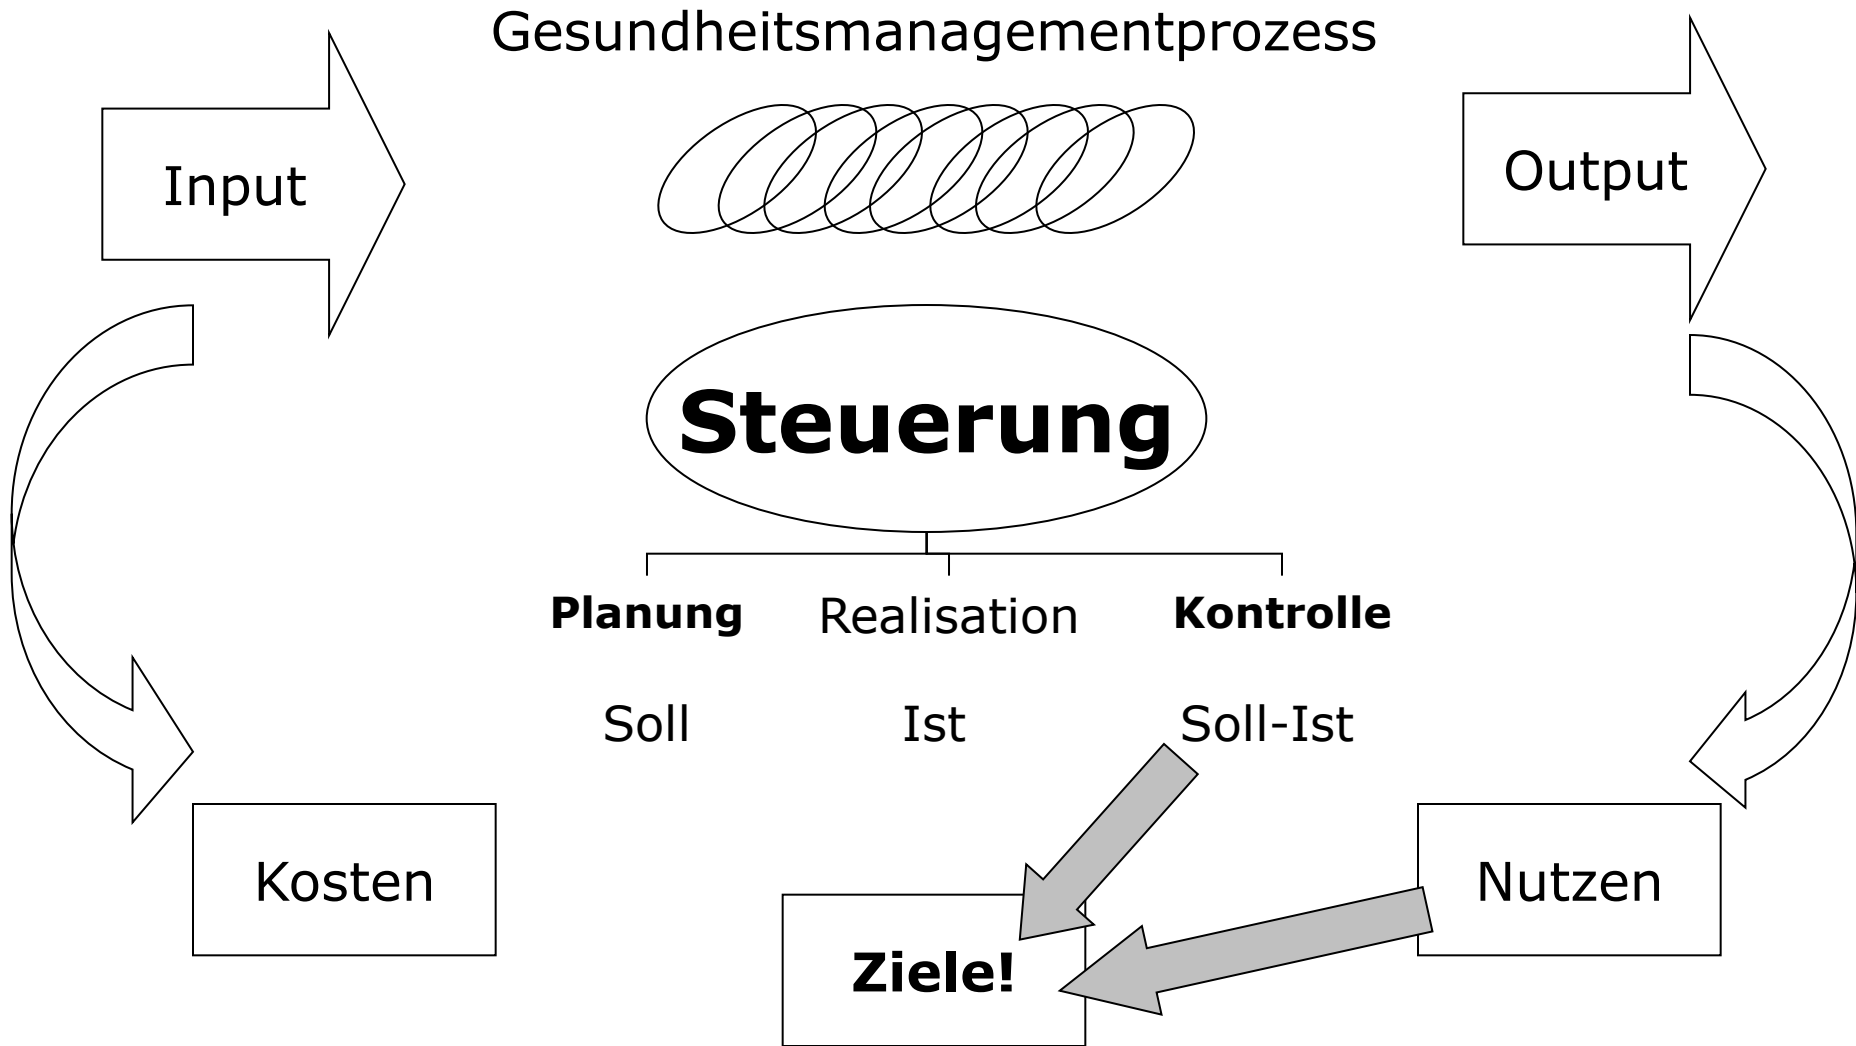 Gesundheitsmanagementprozess
Input
Output
Steuerung
Planung
Realisation
Kontrolle
Soll
Ist
Soll-Ist
Kosten
Nutzen
Ziele!